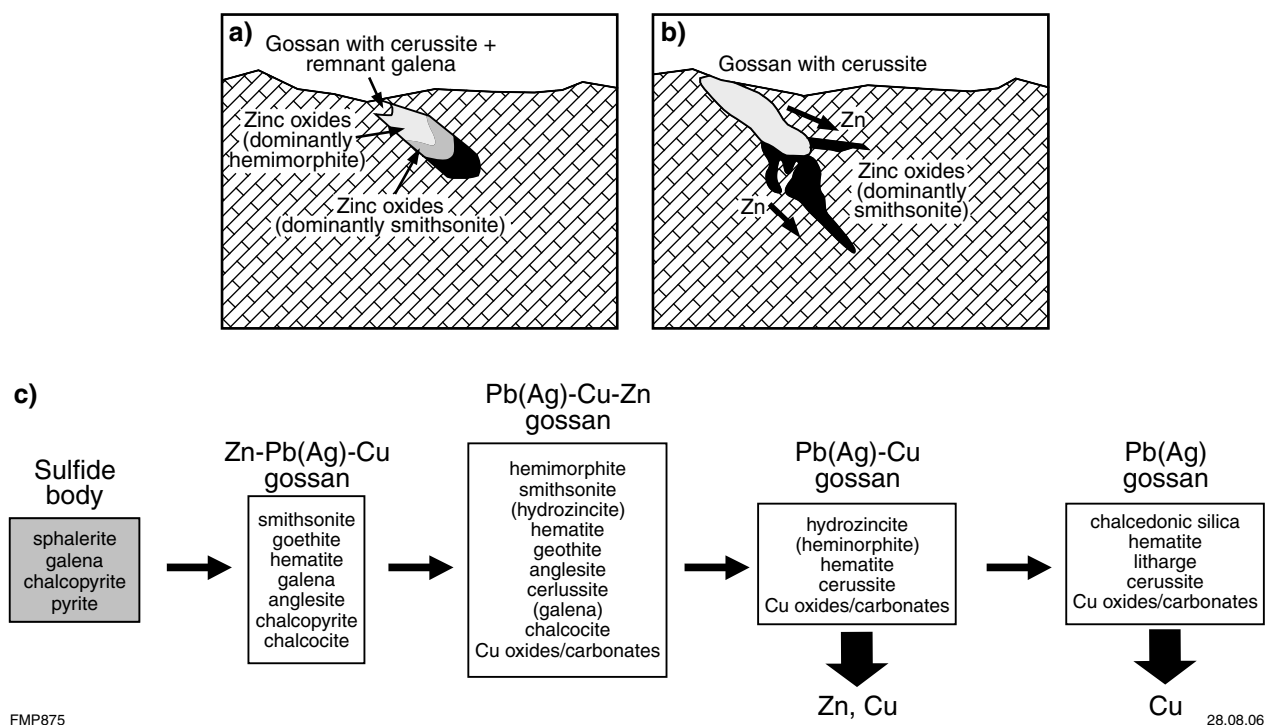 a)
Gossan with cerussite +
remnant galena
Zinc oxides
(dominantly
hemimorphite)
Zinc oxides
(dominantly smithsonite)
b)
Gossan with cerussite
Zn
Zinc oxides
(dominantly
smithsonite)
Zn
c)
Sulfide
body
sphalerite
galena
chalcopyrite
pyrite
Zn-Pb(Ag)-Cu
gossan
smithsonite
goethite
hematite
galena
anglesite
chalcopyrite
chalcocite
Pb(Ag)-Cu-Zn
gossan
hemimorphite
smithsonite
(hydrozincite)
hematite
geothite
anglesite
cerlussite
(galena)
chalcocite
Cu oxides/carbonates
Pb(Ag)-Cu
gossan
hydrozincite
(heminorphite)
hematite
cerussite
Cu oxides/carbonates
Zn, Cu
Pb(Ag)
gossan
chalcedonic silica
hematite
litharge
cerussite
Cu oxides/carbonates
Cu
FMP875
28.08.06